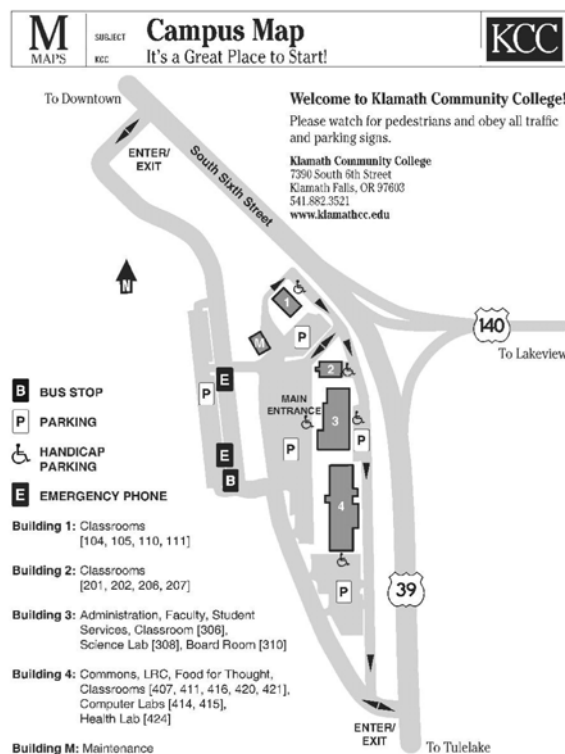 M
MAPS
SUBJECT
KCC
Campus Map
It's a Great Place to Start!
KCC
To Downtown
Welcome to Klamath Community College!
Please watch for pedestrians and obey all traffic
and parking signs.
ENTER/
EXIT
South Sixth Street
Klamath Community College
7390 South 6th Street
Klamath Falls, OR 97603
541.882.3521
www.klamathcc.edu
N
1
140
To Lakeview
M
P
2
E
P
MAIN
ENTRANCE
3
P
P
E
B
4
P
39
B BUS STOP
P PARKING
HANDICAP
PARKING
E EMERGENCY PHONE
Building 1: Classrooms
[104, 105, 110, 111]
Building 2: Classrooms
[201, 202, 206, 207]
Building 3: Administration, Faculty, Student
Services, Classroom [306],
Science Lab [308], Board Room [310]
Building 4: Commons, LRC, Food for Thought,
Classrooms [407, 411, 416, 420, 421],
Computer Labs [414, 415],
Health Lab [424]
Building M: Maintenance
ENTER/
EXIT
To Tulelake